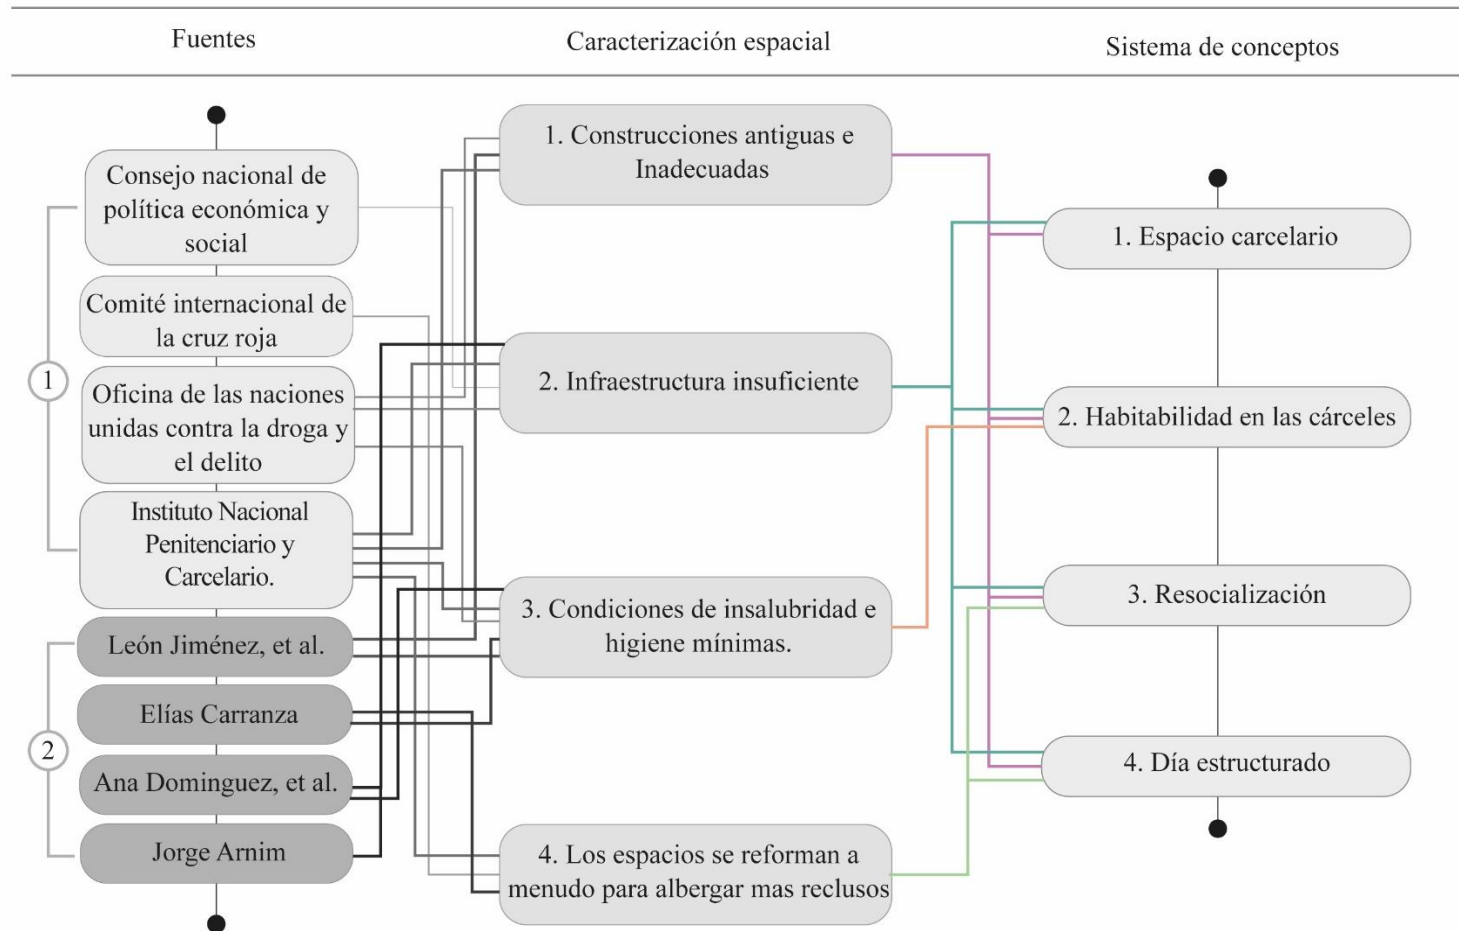 Fuentes
Caracterización espacial
Sistema de conceptos
1
Consejo nacional de
política económica y
social
Comité internacional de
la cruz roja
Oficina de las naciones
unidas contra la droga y
el delito
Instituto Nacional
Penitenciario y
Carcelario.
2
León Jiménez, et al.
Elías Carranza
Ana Dominguez, et al.
Jorge Arnim
1. Construcciones antiguas e
Inadecuadas
2. Infraestructura insuficiente
3. Condiciones de insalubridad e
higiene mínimas.
4. Los espacios se reforman a
menudo para albergar mas reclusos
1. Espacio carcelario
2. Habitabilidad en las cárceles
3. Resocialización
4. Día estructurado